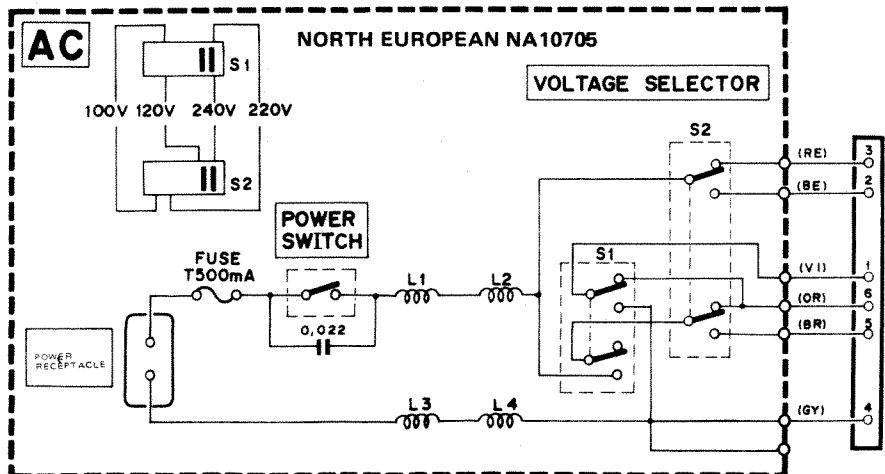 AC
NORTH EUROPEAN NA10705
S1
100V 120V 240V 220V
S2
VOLTAGE SELECTOR
S2
(RE) 3
(BE) 2
POWER
SWITCH
FUSE
T500mA
L1
L2
S1
(VI) 1
(OR) 6
(BR) 5
0,022
POWER
RECEPTACLE
L3
L4
(GY) 4